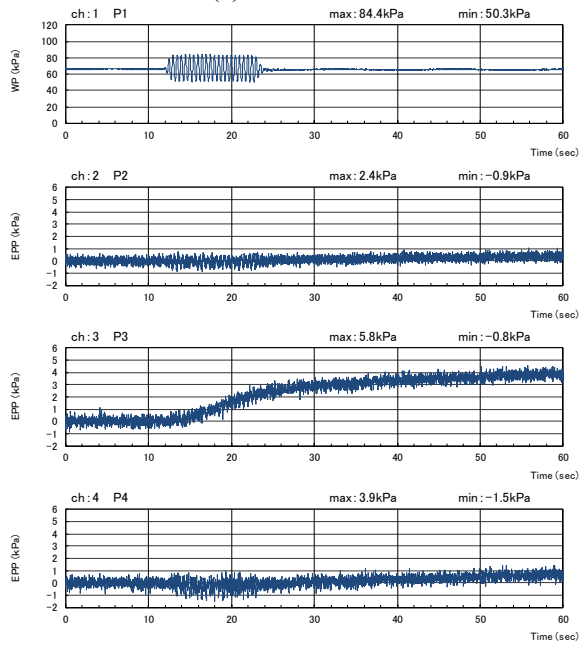 ch:1 P1 max:84.4kPa min:50.3kPa
120
100
80
60
40
20
0
WP (kPa)
0 10 20 30 40 50 60
Time (sec)
ch:2 P2 max:2.4kPa min:-0.9kPa
6
5
4
3
2
1
0
-1
-2
EPP (kPa)
0 10 20 30 40 50 60
Time (sec)
ch:3 P3 max:5.8kPa min:-0.8kPa
6
5
4
3
2
1
0
-1
-2
EPP (kPa)
0 10 20 30 40 50 60
Time (sec)
ch:4 P4 max:3.9kPa min:-1.5kPa
6
5
4
3
2
1
0
-1
-2
EPP (kPa)
0 10 20 30 40 50 60
Time (sec)